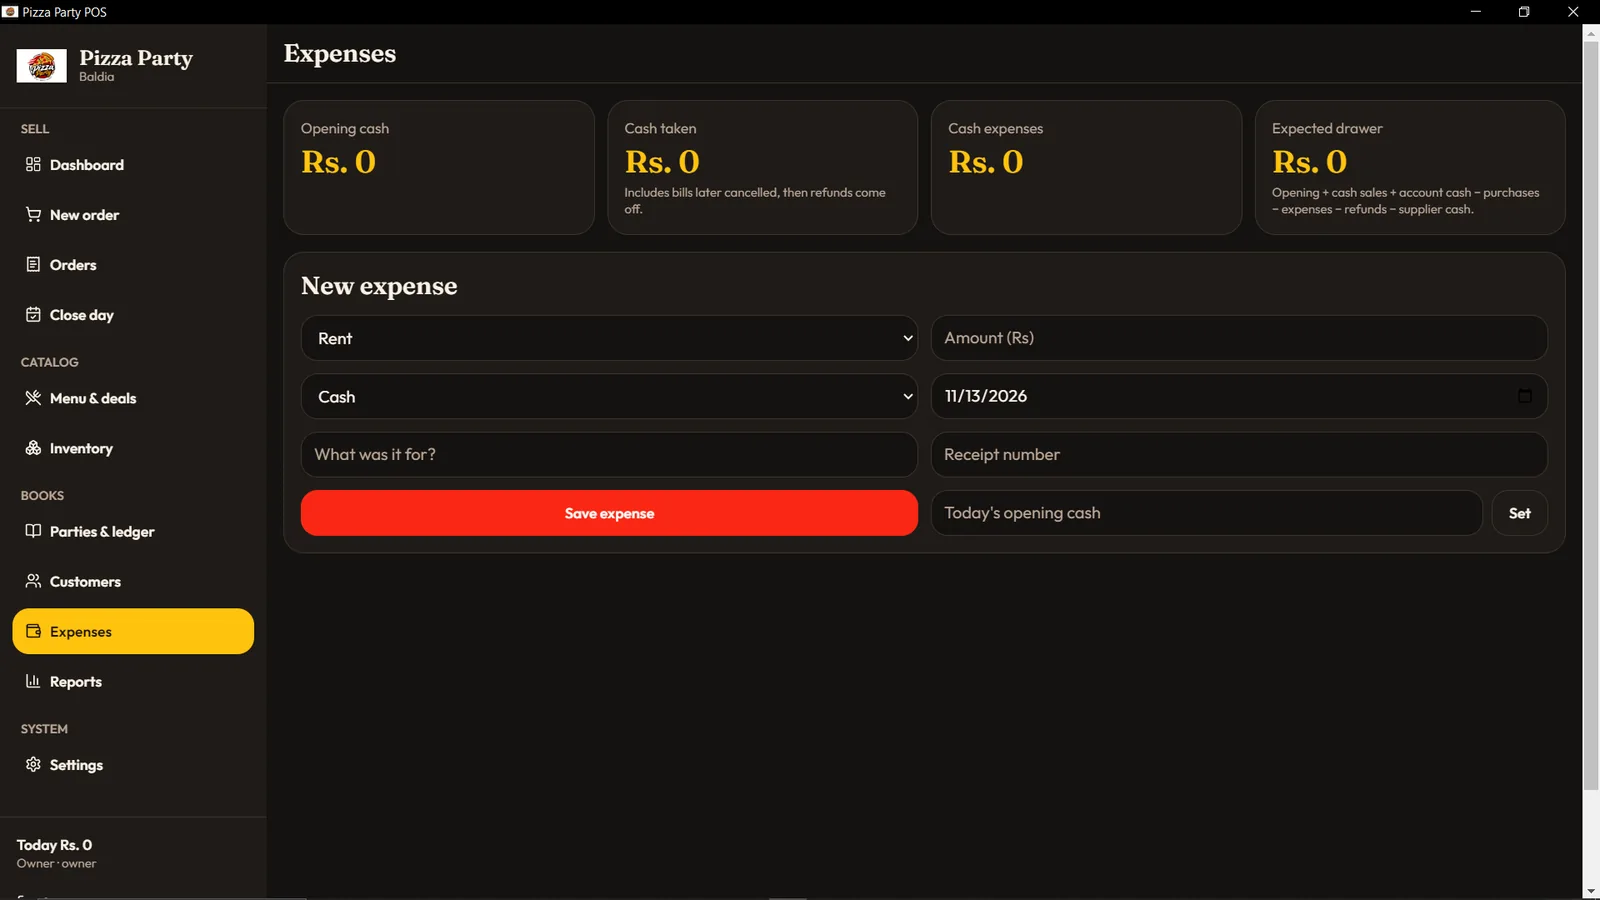 Pizza Party POS
Pizza Party
Baldia
SELL
Dashboard
New order
Orders
Close day
CATALOG
Menu & deals
Inventory
BOOKS
Parties & ledger
Customers
Expenses
Reports
SYSTEM
Settings
Today Rs. 0
Owner · owner
Expenses
Opening cash
Rs. 0
Cash taken
Rs. 0
Includes bills later cancelled, then refunds come
off.
Cash expenses
Rs. 0
Expected drawer
Rs. 0
Opening + cash sales + account cash − purchases
− expenses − refunds − supplier cash.
New expense
Rent
Amount (Rs)
Cash
11/13/2026
What was it for?
Receipt number
Save expense
Today's opening cash
Set